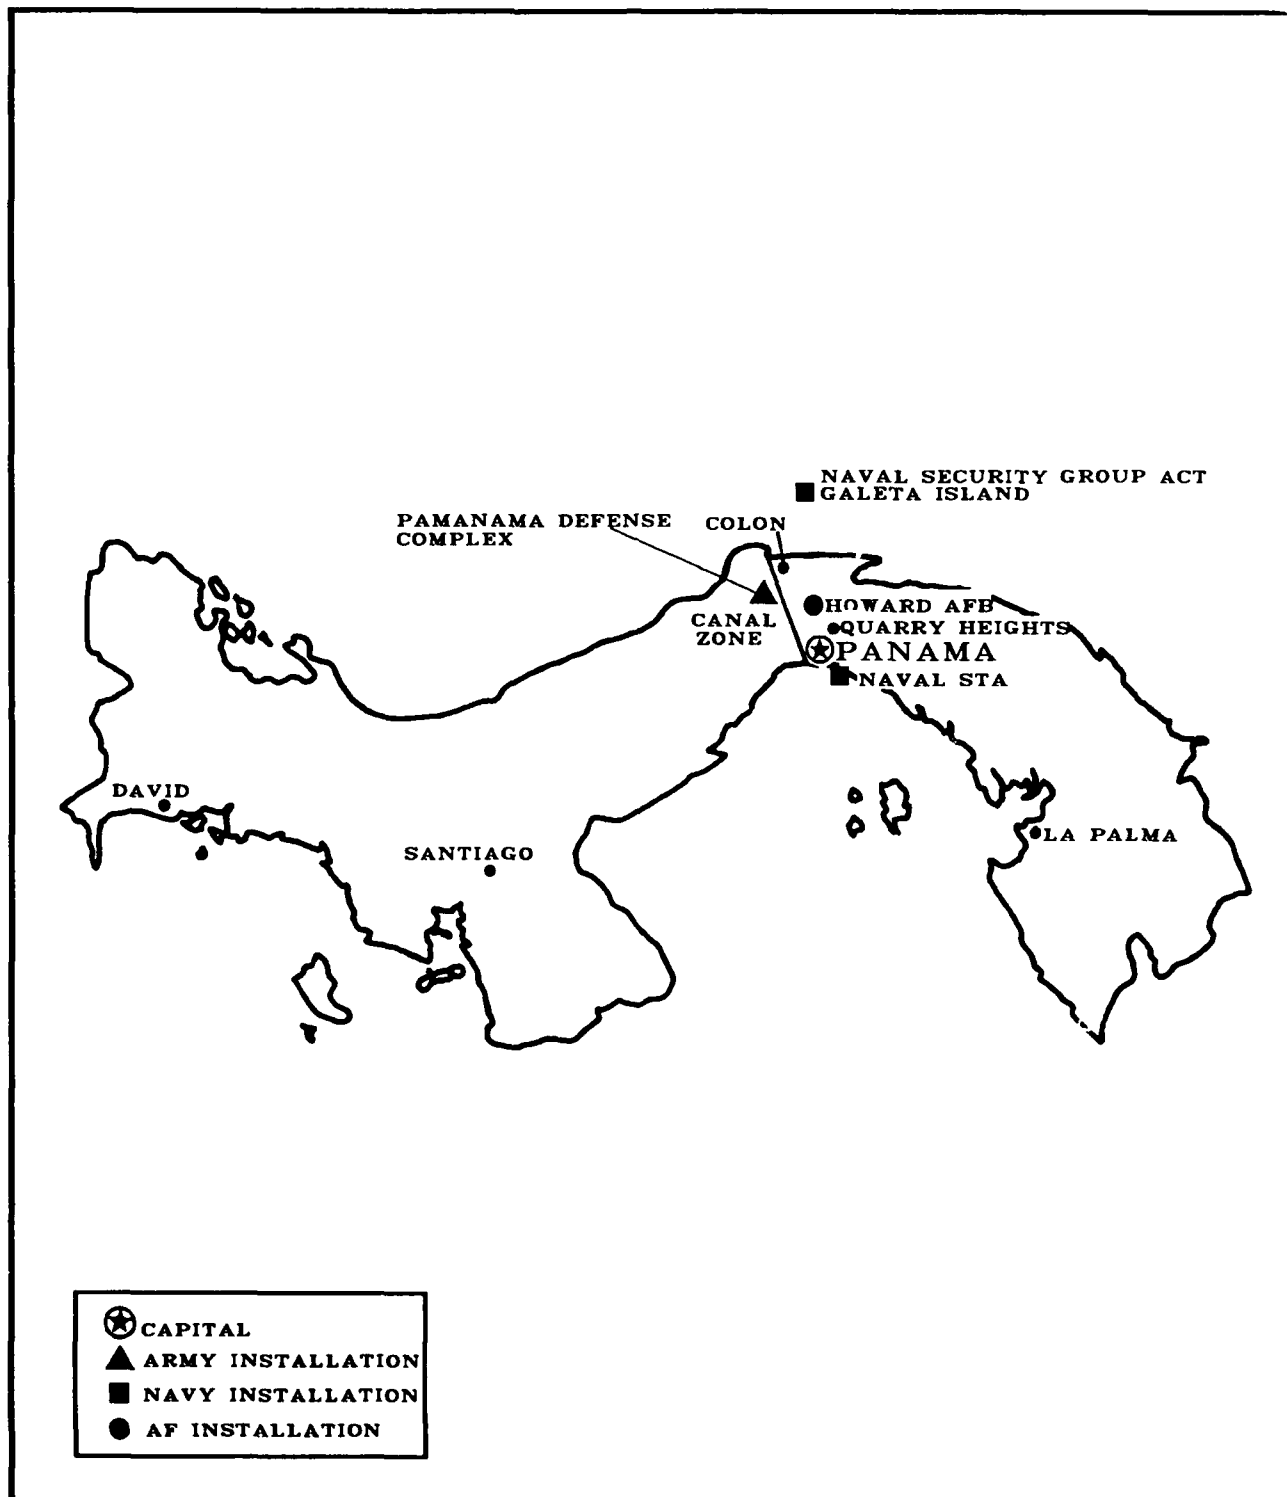 NAVAL SECURITY GROUP ACT
GALETA ISLAND
PAMANAMA DEFENSE
COMPLEX
COLON
HOWARD AFB
CANAL
ZONE
QUARRY HEIGHTS
PANAMA
NAVAL STA
DAVID
SANTIAGO
LA PALMA
CAPITAL
ARMY INSTALLATION
NAVY INSTALLATION
AF INSTALLATION